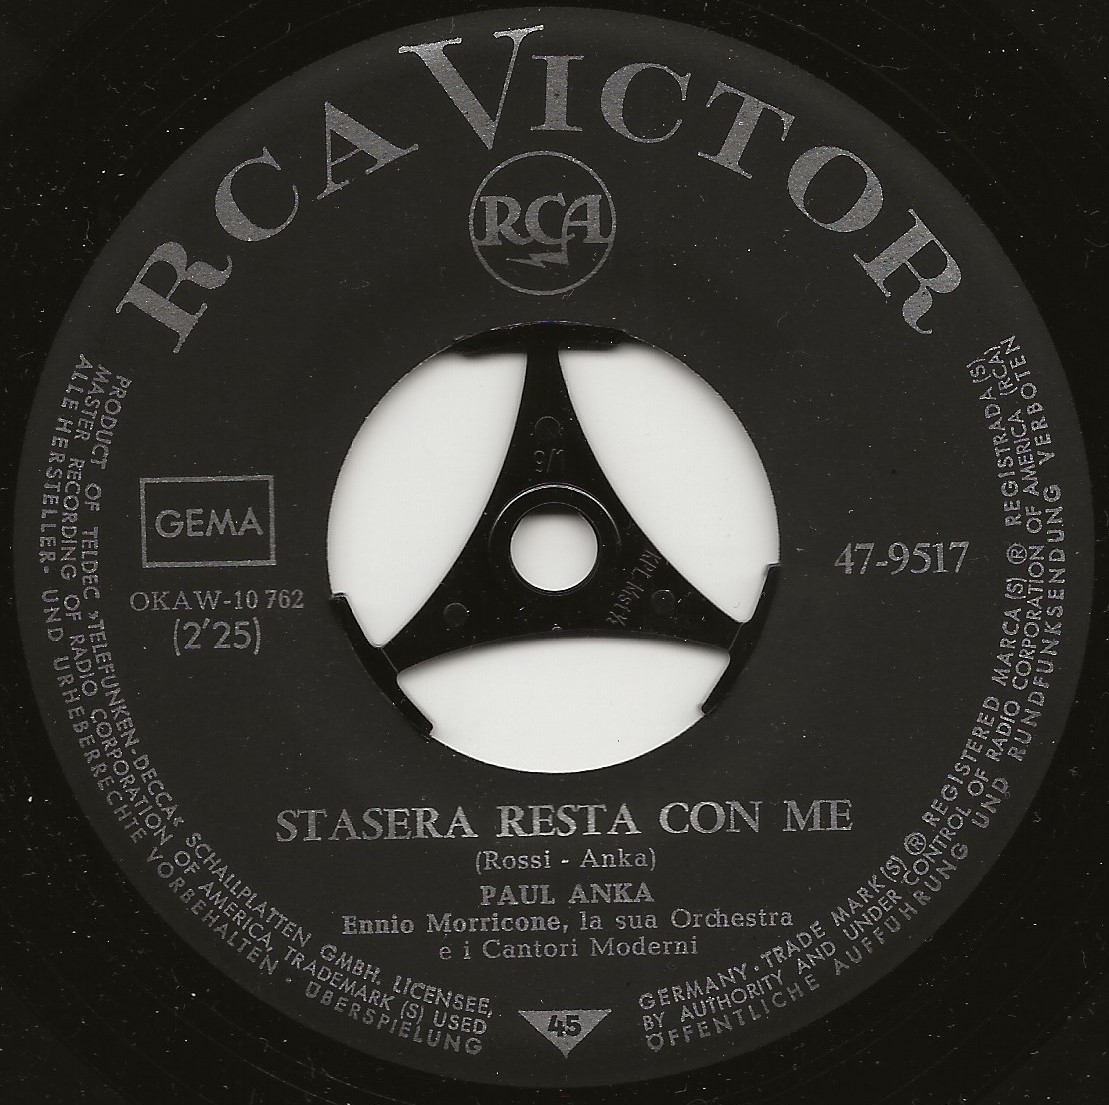 RCA VICTOR
RCA
GEMA
OKAW-10 762
(2'25)
47-9517
STASERA RESTA CON ME
(Rossi - Anka)
PAUL ANKA
Ennio Morricone, la sua Orchestra
e i Cantori Moderni
45
PRODUCT OF TELDEC »TELEFUNKEN-DECCA« SCHALLPLATTEN GMBH, LICENSEE,
MASTER RECORDING OF RADIO CORPORATION OF AMERICA, TRADEMARK (S) USED
ALLE HERSTELLER- UND URHEBERRECHTE VORBEHALTEN · ÜBERSPIELUNG
GERMANY · TRADE MARK(S) ® REGISTERED MARCA(S) ® REGISTRADA(S)
BY AUTHORITY AND UNDER CONTROL OF RADIO CORPORATION OF AMERICA (RCA)
ÖFFENTLICHE AUFFÜHRUNG UND RUNDFUNKSENDUNG VERBOTEN